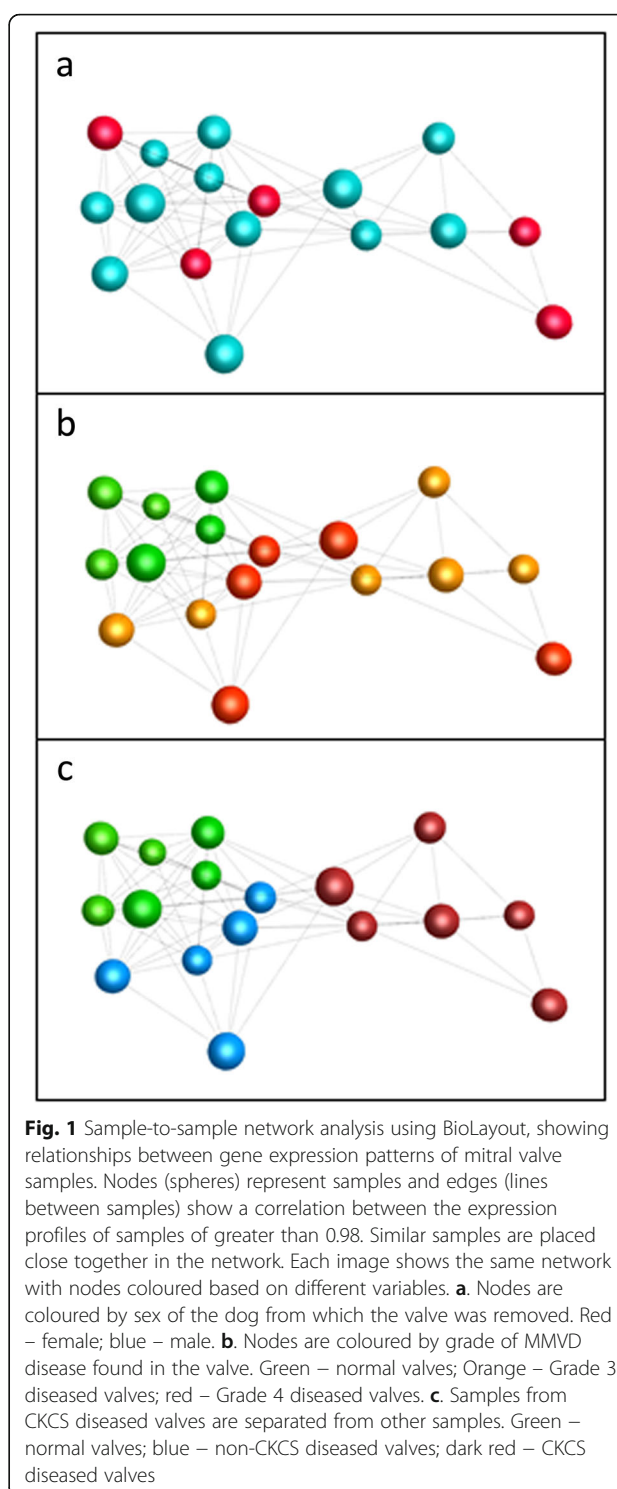 a
b
c
Fig. 1 Sample-to-sample network analysis using BioLayout, showing
relationships between gene expression patterns of mitral valve
samples. Nodes (spheres) represent samples and edges (lines
between samples) show a correlation between the expression
profiles of samples of greater than 0.98. Similar samples are placed
close together in the network. Each image shows the same network
with nodes coloured based on different variables. a. Nodes are
coloured by sex of the dog from which the valve was removed. Red
– female; blue – male. b. Nodes are coloured by grade of MMVD
disease found in the valve. Green – normal valves; Orange – Grade 3
diseased valves; red – Grade 4 diseased valves. c. Samples from
CKCS diseased valves are separated from other samples. Green –
normal valves; blue – non-CKCS diseased valves; dark red – CKCS
diseased valves